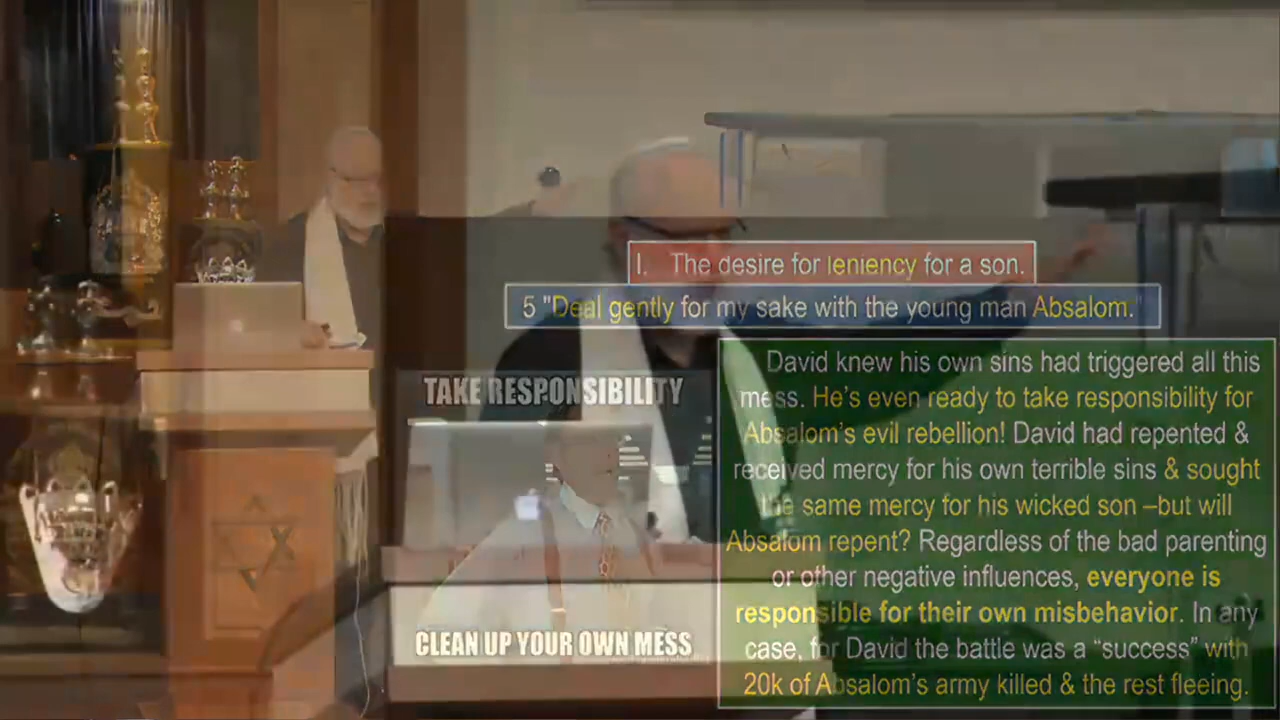 I. The desire for leniency for a son.
5 "Deal gently for my sake with the young man Absalom."
TAKE RESPONSIBILITY
CLEAN UP YOUR OWN MESS
David knew his own sins had triggered all this
mess. He's even ready to take responsibility for
Absalom's evil rebellion! David had repented &
received mercy for his own terrible sins & sought
the same mercy for his wicked son –but will
Absalom repent? Regardless of the bad parenting
or other negative influences, everyone is
responsible for their own misbehavior. In any
case, for David the battle was a “success” with
20k of Absalom's army killed & the rest fleeing.